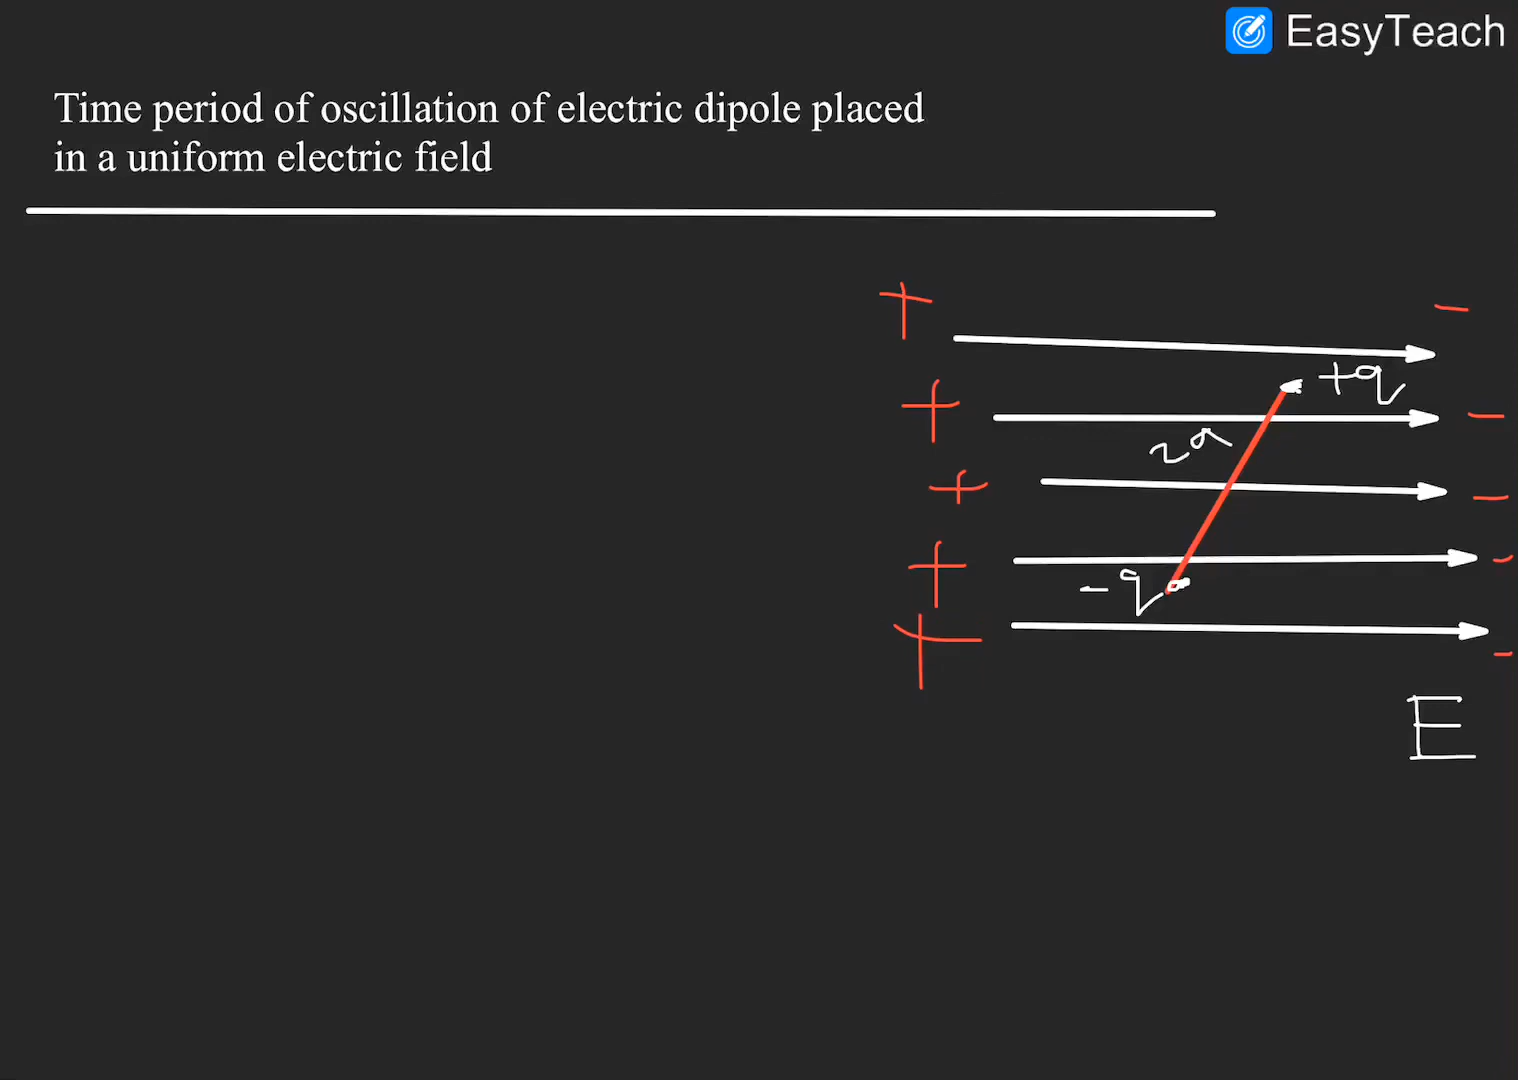 EasyTeach
Time period of oscillation of electric dipole placed
in a uniform electric field
+ -
+q
+ -
2a
+ -
+ -
-q
+ -
E